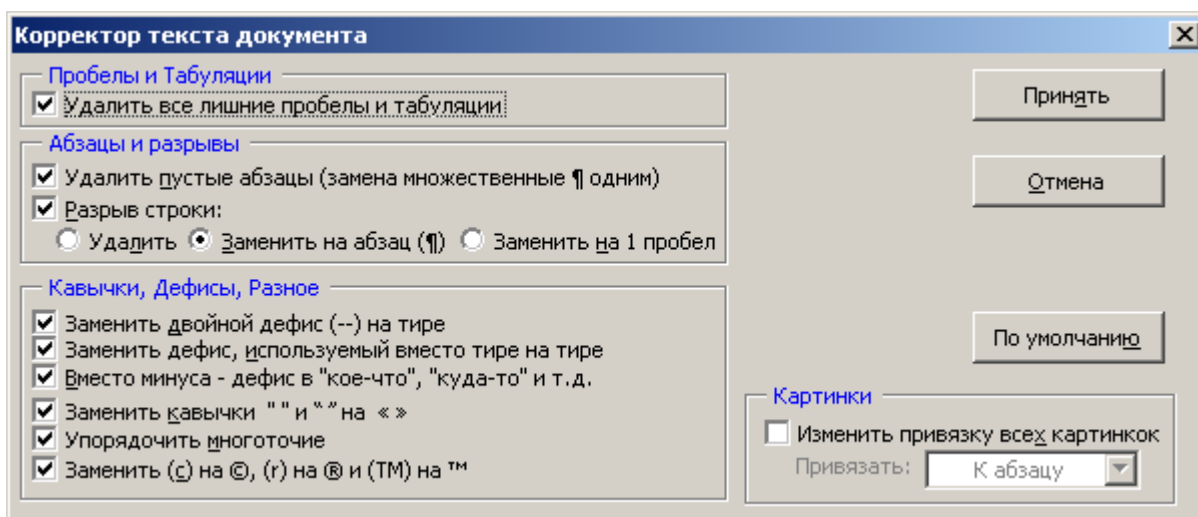 Корректор текста документа
Пробелы и Табуляции
Удалить все лишние пробелы и табуляции
Принять
Абзацы и разрывы
Удалить пустые абзацы (замена множественные ¶ одним)
Отмена
Разрыв строки:
Удалить Заменить на абзац (¶) Заменить на 1 пробел
Кавычки, Дефисы, Разное
Заменить двойной дефис (--) на тире
Заменить дефис, используемый вместо тире на тире
По умолчанию
Вместо минуса - дефис в "кое-что", "куда-то" и т.д.
Заменить кавычки " " и “ ” на « »
Упорядочить многоточие
Заменить (c) на ©, (r) на ® и (TM) на ™
Картинки
Изменить привязку всех картинкок
Привязать: К абзацу